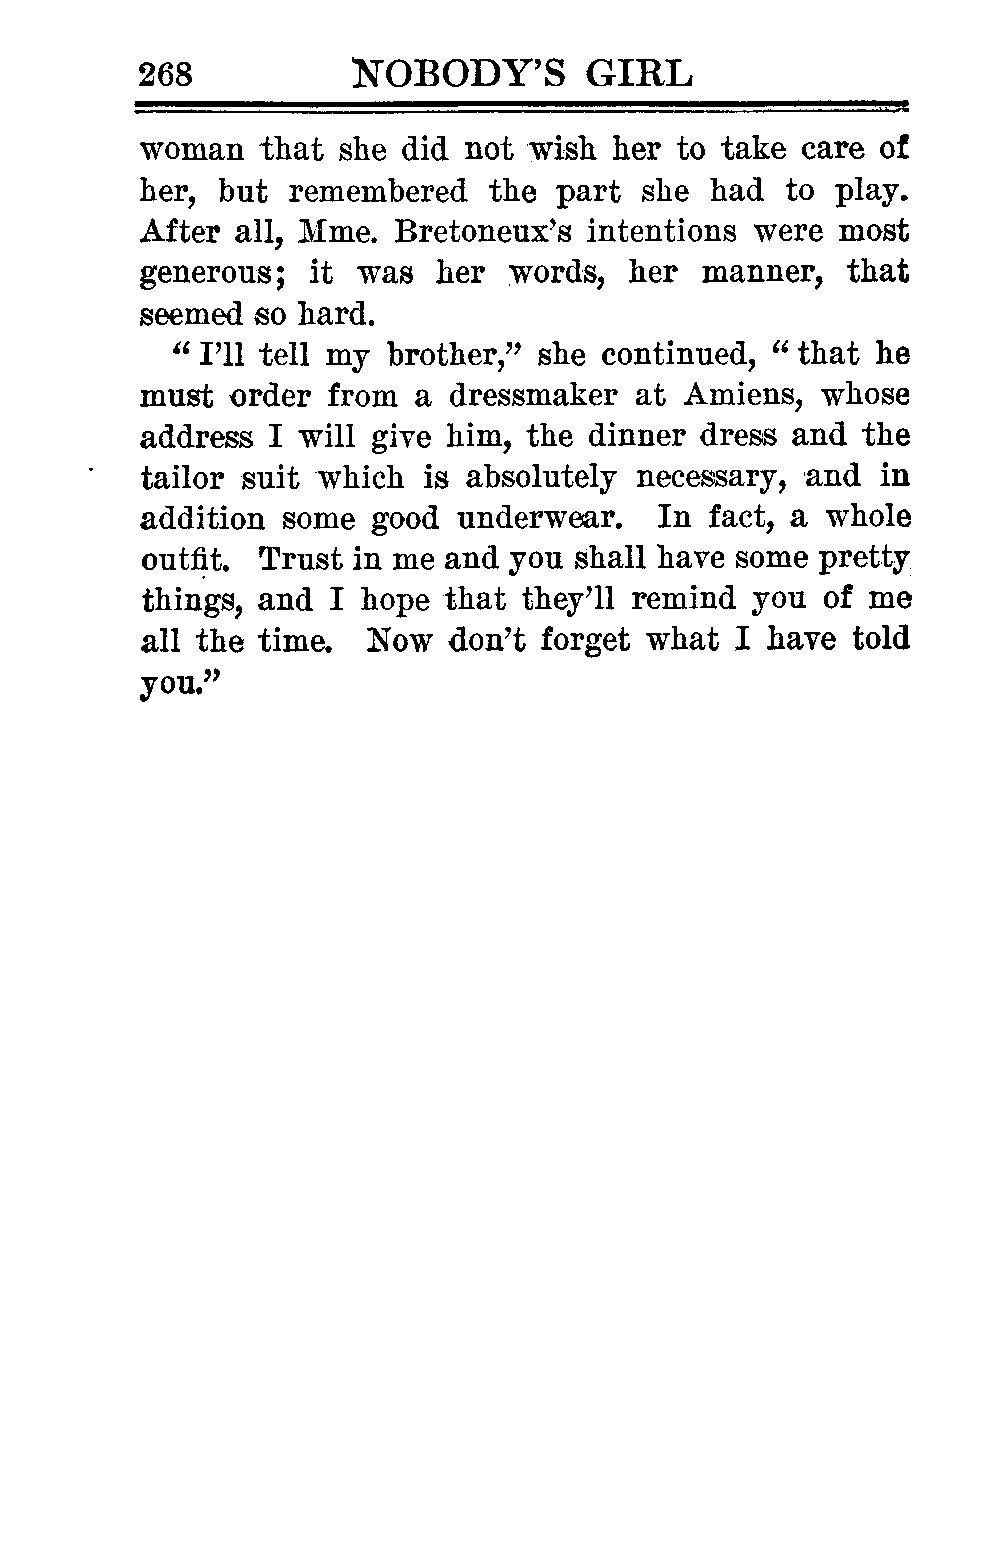 268 NOBODY'S GIRL
woman that she did not wish her to take care of
her, but remembered the part she had to play.
After all, Mme. Bretoneux's intentions were most
generous; it was her words, her manner, that
seemed so hard.
“ I’ll tell my brother,” she continued, “ that he
must order from a dressmaker at Amiens, whose
address I will give him, the dinner dress and the
tailor suit which is absolutely necessary, and in
addition some good underwear. In fact, a whole
outfit. Trust in me and you shall have some pretty
things, and I hope that they’ll remind you of me
all the time. Now don’t forget what I have told
you.”